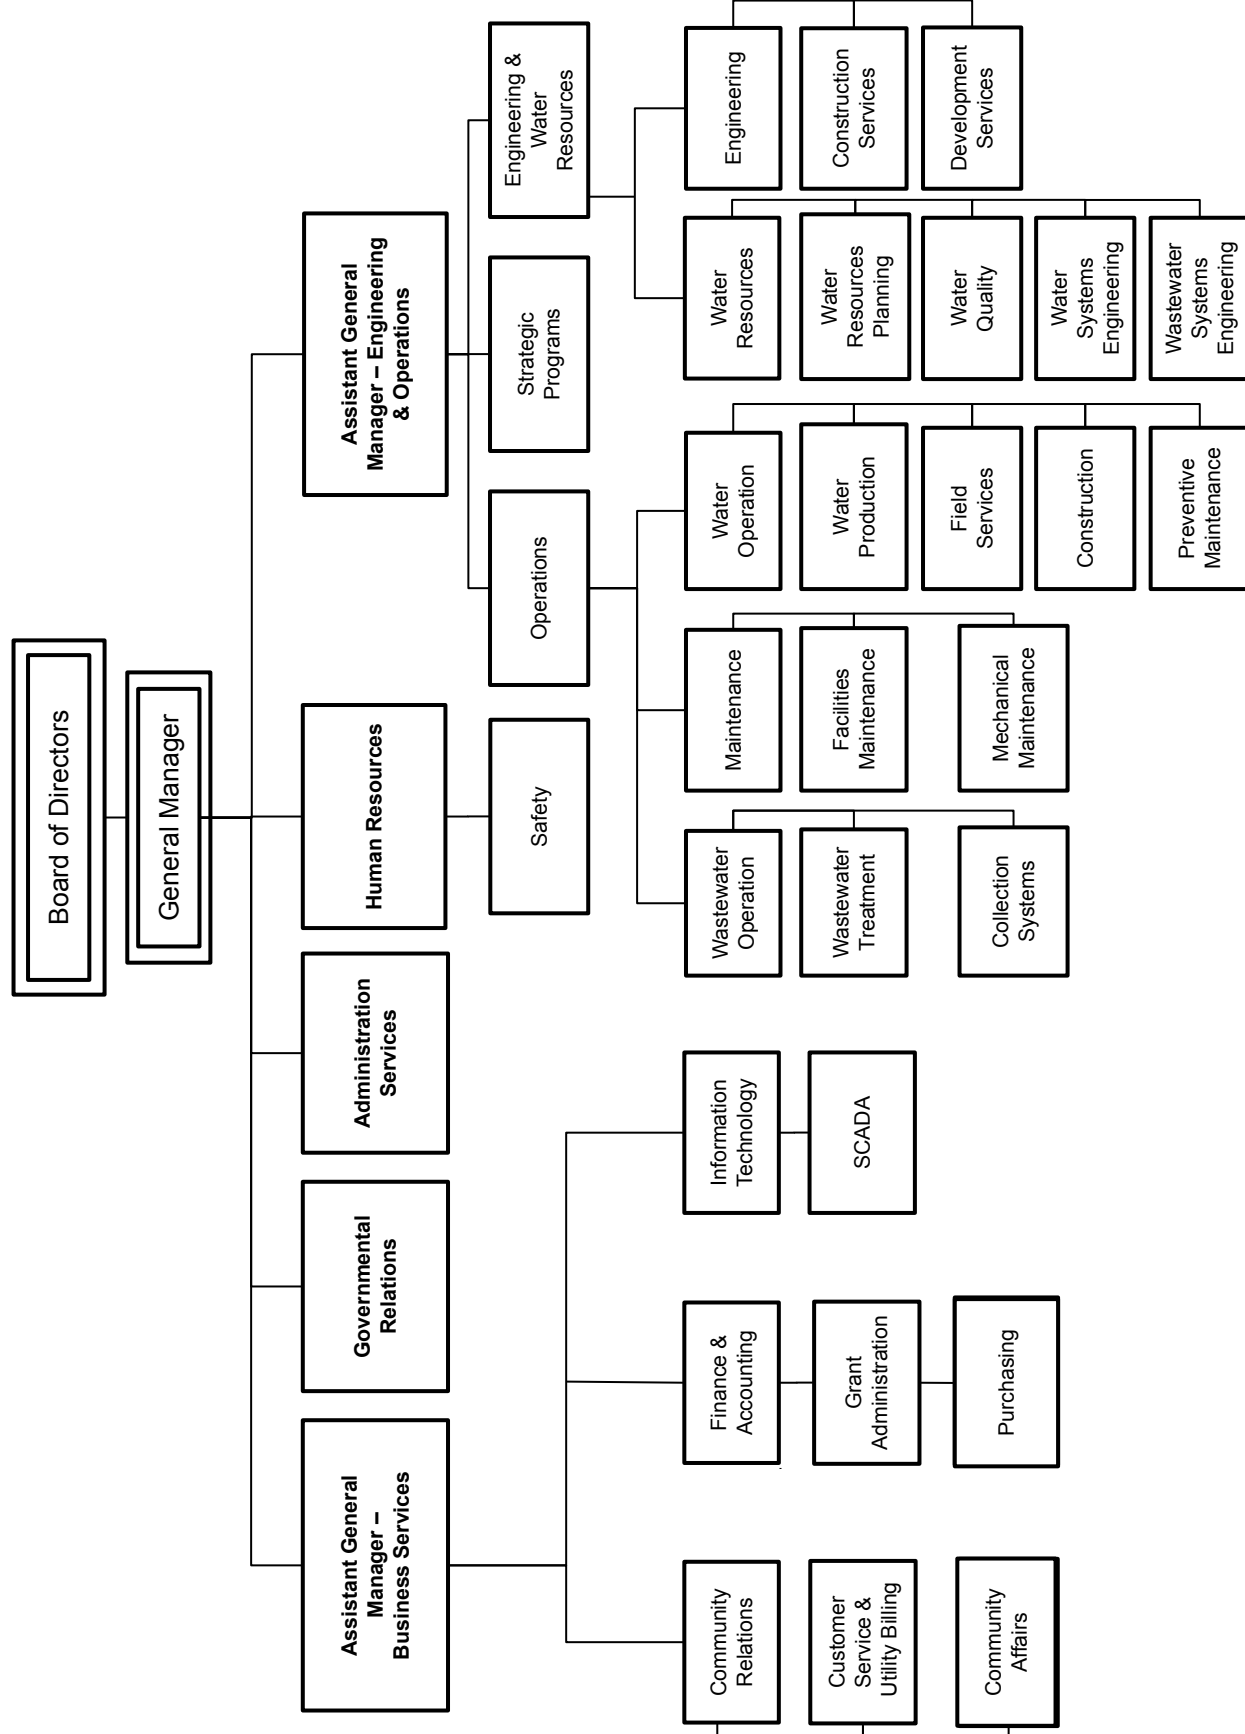 Board of Directors
General Manager
Assistant General
Manager –
Business Services
Governmental
Relations
Administration
Services
Human Resources
Assistant General
Manager – Engineering
& Operations
Safety
Operations
Strategic
Programs
Engineering &
Water
Resources
Community
Relations
Customer
Service &
Utility Billing
Community
Affairs
Finance &
Accounting
Grant
Administration
Purchasing
Information
Technology
SCADA
Wastewater
Operation
Wastewater
Treatment
Collection
Systems
Maintenance
Facilities
Maintenance
Mechanical
Maintenance
Water
Operation
Water
Production
Field
Services
Construction
Preventive
Maintenance
Water
Resources
Water
Resources
Planning
Water
Quality
Water
Systems
Engineering
Wastewater
Systems
Engineering
Engineering
Construction
Services
Development
Services